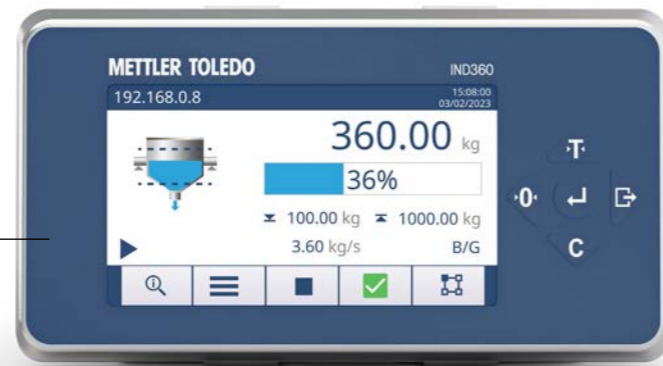 METTLER TOLEDO IND360
192.168.0.8 15:08:00
03/02/2023
360.00 kg
36%
100.00 kg 1000.00 kg
3.60 kg/s B/G
T
0
C